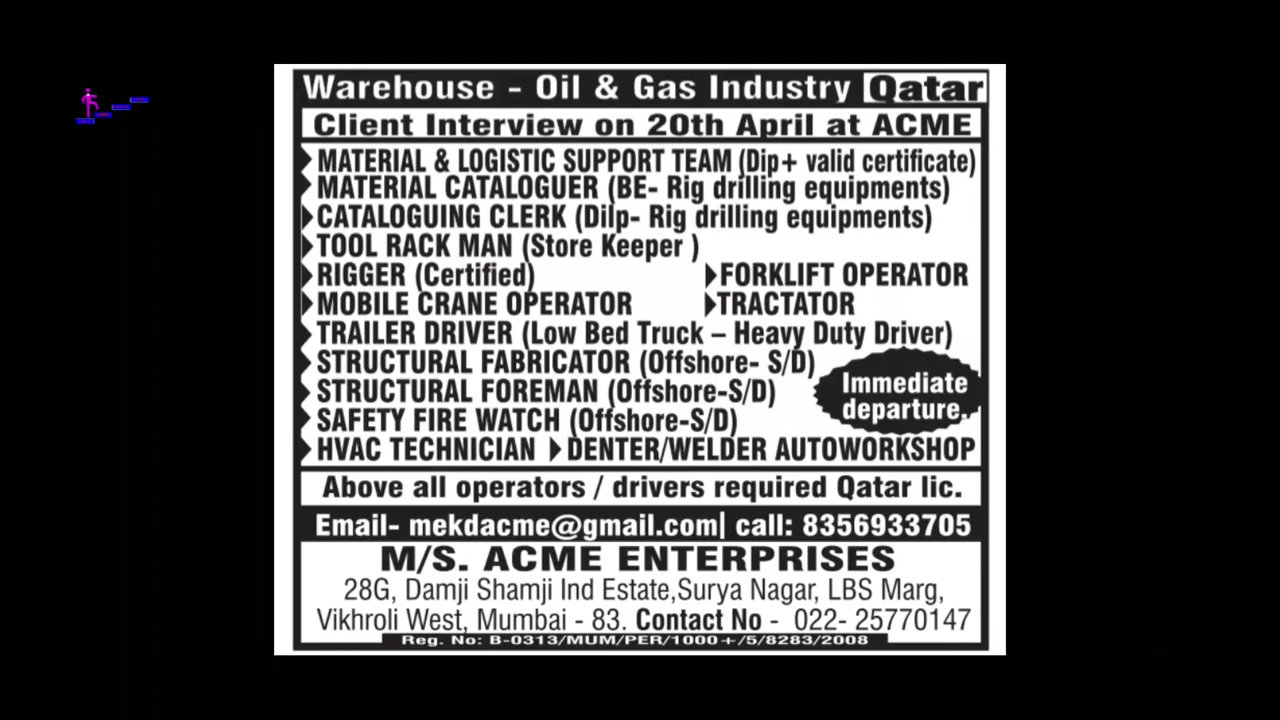 Warehouse - Oil & Gas Industry Qatar
Client Interview on 20th April at ACME
MATERIAL & LOGISTIC SUPPORT TEAM (Dip+ valid certificate)
MATERIAL CATALOGUER (BE- Rig drilling equipments)
CATALOGUING CLERK (Dilp- Rig drilling equipments)
TOOL RACK MAN (Store Keeper )
RIGGER (Certified) FORKLIFT OPERATOR
MOBILE CRANE OPERATOR TRACTATOR
TRAILER DRIVER (Low Bed Truck – Heavy Duty Driver)
STRUCTURAL FABRICATOR (Offshore- S/D)
STRUCTURAL FOREMAN (Offshore-S/D)
SAFETY FIRE WATCH (Offshore-S/D)
Immediate
departure.
HVAC TECHNICIAN DENTER/WELDER AUTOWORKSHOP
Above all operators / drivers required Qatar lic.
Email- mekdacme@gmail.com| call: 8356933705
M/S. ACME ENTERPRISES
28G, Damji Shamji Ind Estate,Surya Nagar, LBS Marg,
Vikhroli West, Mumbai - 83. Contact No - 022- 25770147
Reg. No: B-0313/MUM/PER/1000+/5/8283/2008